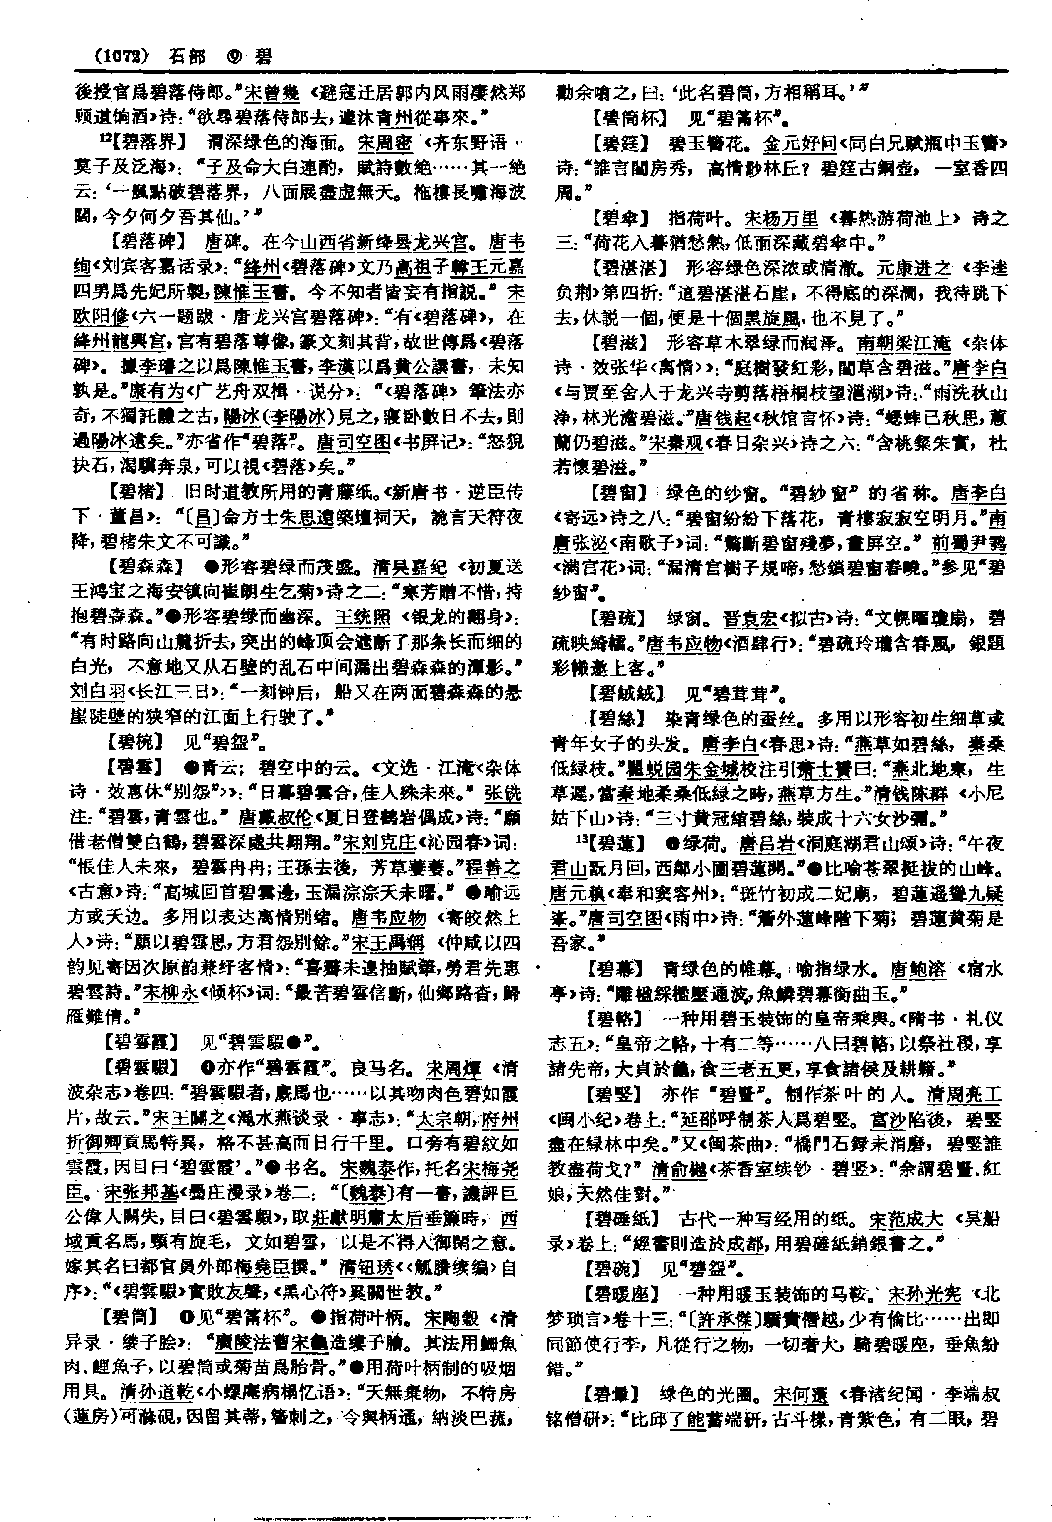 (1072) 石部 ⑨ 碧
後授官爲碧落侍郎。”宋曾幾《避寇迁居郭内风雨凄然郑
顾道饷酒》诗：“欲尋碧落侍郎去，遽沐青州從事來。”
12【碧落界】 谓深绿色的海面。宋周密《齐东野语·
莫子及泛海》：“子及命大白連酌，賦詩數絶……其一絶
云：‘一颿點破碧落界，八面展盡虚無天。柂樓長嘯海波
闊，今夕何夕吾其仙。’”
【碧落碑】 唐碑。在今山西省新绛县龙兴宫。唐韦
绚《刘宾客嘉话录》：“絳州《碧落碑》文乃高祖子韓王元嘉
四男爲先妃所製，陳惟玉書。今不知者皆妄有指説。”宋
欧阳修《六一题跋·唐龙兴宫碧落碑》：“有《碧落碑》，在
絳州龍興宫，宫有碧落尊像，篆文刻其背，故世傳爲《碧落
碑》。據李璿之以爲陳惟玉書，李漢以爲黄公譔書，未知
孰是。”康有为《广艺舟双楫·说分》：“《碧落碑》筆法亦
奇，不獨託體之古，陽冰(李陽冰)見之，寢卧數日不去，則
過陽冰遠矣。”亦省作“碧落”。唐司空图《书屏记》：“怒猊
抉石，渴驥奔泉，可以視《碧落》矣。”
【碧楮】 旧时道教所用的青藤纸。《新唐书·逆臣传
下·董昌》：“〔昌〕命方士朱思遠築壇祠天，詭言天符夜
降，碧楮朱文不可識。”
【碧森森】 ❶形容碧绿而茂盛。清吴嘉纪《初夏送
王鸿宝之海安镇向崔朗生乞菊》诗之二：“寒芳贈不惜，持
抱碧森森。”❷形容碧绿而幽深。王统照《银龙的翻身》：
“有时路向山麓折去，突出的峰顶会遮断了那条长而细的
白光，不意地又从石壁的乱石中间漏出碧森森的潭影。”
刘白羽《长江三日》：“一刻钟后，船又在两面碧森森的悬
崖陡壁的狭窄的江面上行驶了。”
【碧椀】 见“碧盌”。
【碧雲】 ❶青云；碧空中的云。《文选·江淹〈杂体
诗·效惠休“别怨”〉》：“日暮碧雲合，佳人殊未來。”张铣
注：“碧雲，青雲也。”唐戴叔伦《夏日登鹤岩偶成》诗：“願
借老僧雙白鶴，碧雲深處共翱翔。”宋刘克庄《沁园春》词：
“悵佳人未來，碧雲冉冉；王孫去後，芳草萋萋。”程善之
《古意》诗：“高城回首碧雲邊，玉漏淙淙天未曙。”❷喻远
方或天边。多用以表达离情别绪。唐韦应物《寄皎然上
人》诗：“願以碧雲思，方君怨别餘。”宋王禹偁《仲咸以四
韵见寄因次原韵兼纾客情》：“喜鬭未遑抽賦筆，勞君先惠
碧雲詩。”宋柳永《倾杯》词：“最苦碧雲信斷，仙鄉路杳，歸
雁難倩。”
【碧雲霞】 见“碧雲騢❶”。
【碧雲騢】 ❶亦作“碧雲霞”。良马名。宋周煇《清
波杂志》卷四：“碧雲騢者，廐馬也……以其吻肉色碧如霞
片，故云。”宋王闢之《渑水燕谈录·事志》：“太宗朝，府州
折御卿貢馬特異，格不甚高而日行千里。口旁有碧紋如
雲霞，因目曰‘碧雲霞’。”❷书名。宋魏泰作，托名宋梅尧
臣。宋张邦基《墨庄漫录》卷二：“〔魏泰〕有一書，譏評巨
公偉人闕失，目曰《碧雲騢》，取莊獻明肅太后垂簾時，西
域貢名馬，頸有旋毛，文如碧雲，以是不得入御閑之意。
嫁其名曰都官員外郎梅堯臣撰。”清钮琇《〈觚賸续编〉自
序》：“《碧雲騢》實敗友聲，《黑心符》奚關世教。”
【碧筒】 ❶见“碧筩杯”。❷指荷叶柄。宋陶穀《清
异录·缕子脍》：“廣陵法曹宋龜造縷子膾。其法用鯽魚
肉、鯉魚子，以碧筒或菊苗爲胎骨。”❸用荷叶柄制的吸烟
用具。清孙道乾《小螺庵病榻忆语》：“天無棄物，不特房
(蓮房)可滌硯，因留其蒂，簪刺之，令與柄通，納淡巴菰，
勸余噏之，曰：‘此名碧筒，方相稱耳。’”
【碧筒杯】 见“碧筩杯”。
【碧筳】 碧玉簪花。金元好问《同白兄赋瓶中玉簪》
诗：“誰言閨房秀，高情眇林丘？碧筳古銅壺，一室香四
周。”
【碧伞】 指荷叶。宋杨万里《暮热游荷池上》诗之
三：“荷花入暮猶愁熱，低面深藏碧傘中。”
【碧湛湛】 形容绿色深浓或清澈。元康进之《李逵
负荆》第四折：“這碧湛湛石崖，不得底的深澗，我待跳下
去，休説一個，便是十個黑旋風，也不見了。”
【碧滋】 形容草木翠绿而润泽。南朝梁江淹《杂体
诗·效张华〈离情〉》：“庭樹發紅彩，閨草含碧滋。”唐李白
《与贾至舍人于龙兴寺剪落梧桐枝望㴩湖》诗：“雨洗秋山
净，林光澹碧滋。”唐钱起《秋馆言怀》诗：“蟋蟀已秋思，蕙
蘭仍碧滋。”宋秦观《春日杂兴》诗之六：“含桃粲朱實，杜
若懷碧滋。”
【碧窗】 绿色的纱窗。“碧紗窗”的省称。唐李白
《寄远》诗之八：“碧窗紛紛下落花，青樓寂寂空明月。”南
唐张泌《南歌子》词：“驚斷碧窗殘夢，畫屏空。”前蜀尹鹗
《满宫花》词：“漏清宫樹子規啼，愁鎖碧窗春曉。”参见“碧
紗窗”。
【碧疏】 绿窗。晋袁宏《拟古》诗：“文幌曜瓊扇，碧
疏映綺櫺。”唐韦应物《酒肆行》：“碧疏玲瓏含春風，銀題
彩幟邀上客。”
【碧絨絨】 见“碧茸茸”。
【碧絲】 染青绿色的蚕丝。多用以形容初生细草或
青年女子的头发。唐李白《春思》诗：“燕草如碧絲，秦桑
低緑枝。”瞿蜕园朱金城校注引萧士赟曰：“燕北地寒，生
草遲，當秦地柔桑低緑之時，燕草方生。”清钱陈群《小尼
姑下山》诗：“三寸黄冠綰碧絲，裝成十六女沙彌。”
13【碧蓮】 ❶绿荷。唐吕岩《洞庭湖君山颂》诗：“午夜
君山翫月回，西鄰小圃碧蓮開。”❷比喻苍翠挺拔的山峰。
唐元稹《奉和窦容州》：“斑竹初成二妃廟，碧蓮遥聳九疑
峯。”唐司空图《雨中》诗：“簷外蓮峰階下菊，碧蓮黄菊是
吾家。”
【碧幕】 青绿色的帷幕。喻指绿水。唐鲍溶《宿水
亭》诗：“雕楹綵檻壓通波，魚鱗碧幕銜曲玉。”
【碧輅】 一种用碧玉装饰的皇帝乘舆。《隋书·礼仪
志五》：“皇帝之輅，十有二等……八曰碧輅，以祭社稷，享
諸先帝，大貞於龜，食三老五更，享食諸侯及耕籍。”
【碧竪】 亦作“碧豎”。制作茶叶的人。清周亮工
《闽小纪》卷上：“延邵呼制茶人爲碧竪。富沙陷後，碧竪
盡在緑林中矣。”又《闽茶曲》：“橋門石録未消磨，碧竪誰
教盡荷戈？”清俞樾《茶香室续钞·碧竖》：“余謂碧豎、紅
娘，天然佳對。”
【碧硾紙】 古代一种写经用的纸。宋范成大《吴船
录》卷上：“經書則造於成都，用碧硾紙銷銀書之。”
【碧碗】 见“碧盌”。
【碧暖座】 一种用暖玉装饰的马鞍。宋孙光宪《北
梦琐言》卷十三：“〔許承傑〕驕實僭越，少有倫比……出即
同節使行李，凡從行之物，一切奢大，騎碧暖座，垂魚紛
錯。”
【碧暈】 绿色的光圈。宋何薳《春渚纪闻·李端叔
铭僧研》：“比邱了能蓄端研，古斗樣，青紫色，有二眼，碧